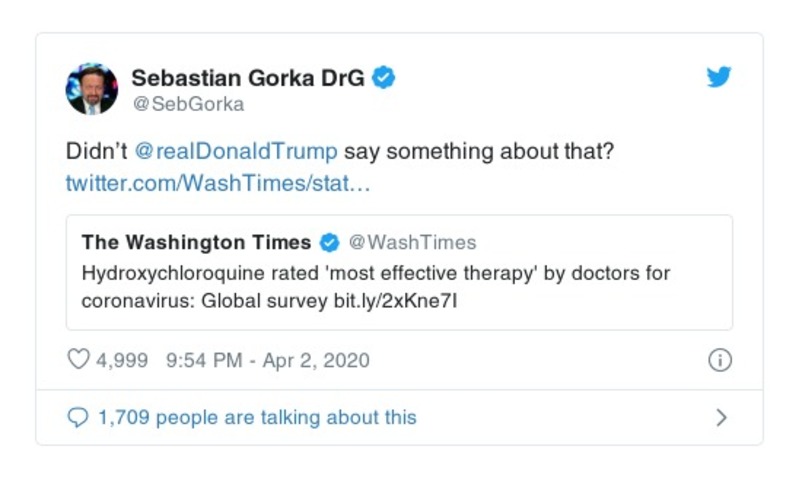 Sebastian Gorka DrG
@SebGorka
Didn’t @realDonaldTrump say something about that?
twitter.com/WashTimes/stat…
The Washington Times @WashTimes
Hydroxychloroquine rated 'most effective therapy' by doctors for
coronavirus: Global survey bit.ly/2xKne7I
4,999 9:54 PM - Apr 2, 2020
1,709 people are talking about this